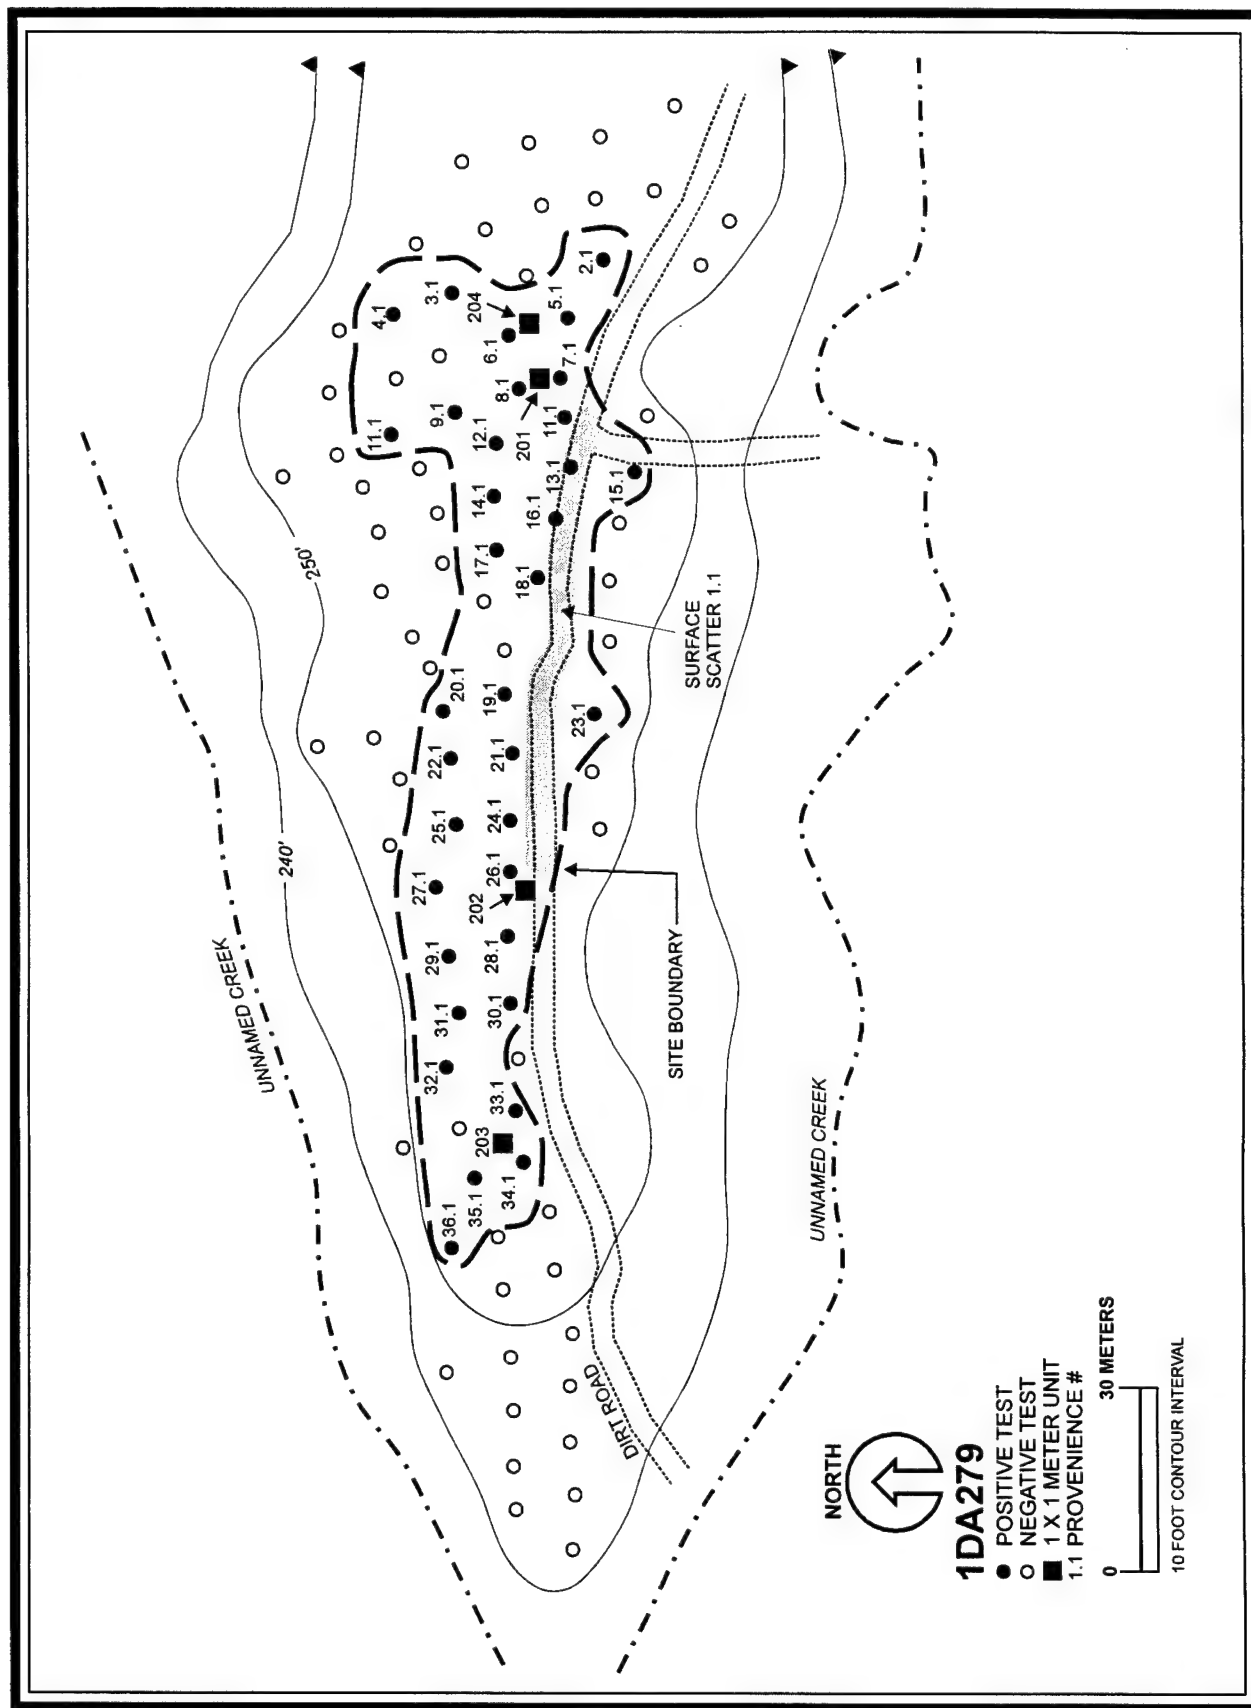 UNNAMED CREEK
240'
250'
36.1
35.1
34.1
203
33.1
32.1
31.1
30.1
29.1
28.1
202
27.1
26.1
25.1
24.1
22.1
21.1
20.1
19.1
23.1
18.1
17.1
16.1
14.1
13.1
15.1
12.1
11.1
9.1
11.1
201
8.1
7.1
6.1
204
5.1
4.1
3.1
2.1
SURFACE
SCATTER 1.1
SITE BOUNDARY
DIRT ROAD
UNNAMED CREEK
NORTH
1DA279
POSITIVE TEST
NEGATIVE TEST
1 X 1 METER UNIT
1.1 PROVENIENCE #
0 30 METERS
10 FOOT CONTOUR INTERVAL